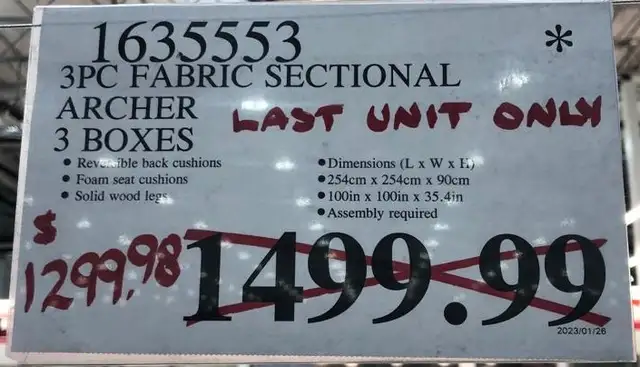 1635553
*
3PC FABRIC SECTIONAL
ARCHER
LAST UNIT ONLY
3 BOXES
• Reversible back cushions
• Foam seat cushions
• Solid wood legs
• Dimensions (L x W x H)
• 254cm x 254cm x 90cm
• 100in x 100in x 35.4in
• Assembly required
$1299.98
1499.99
2023/01/26